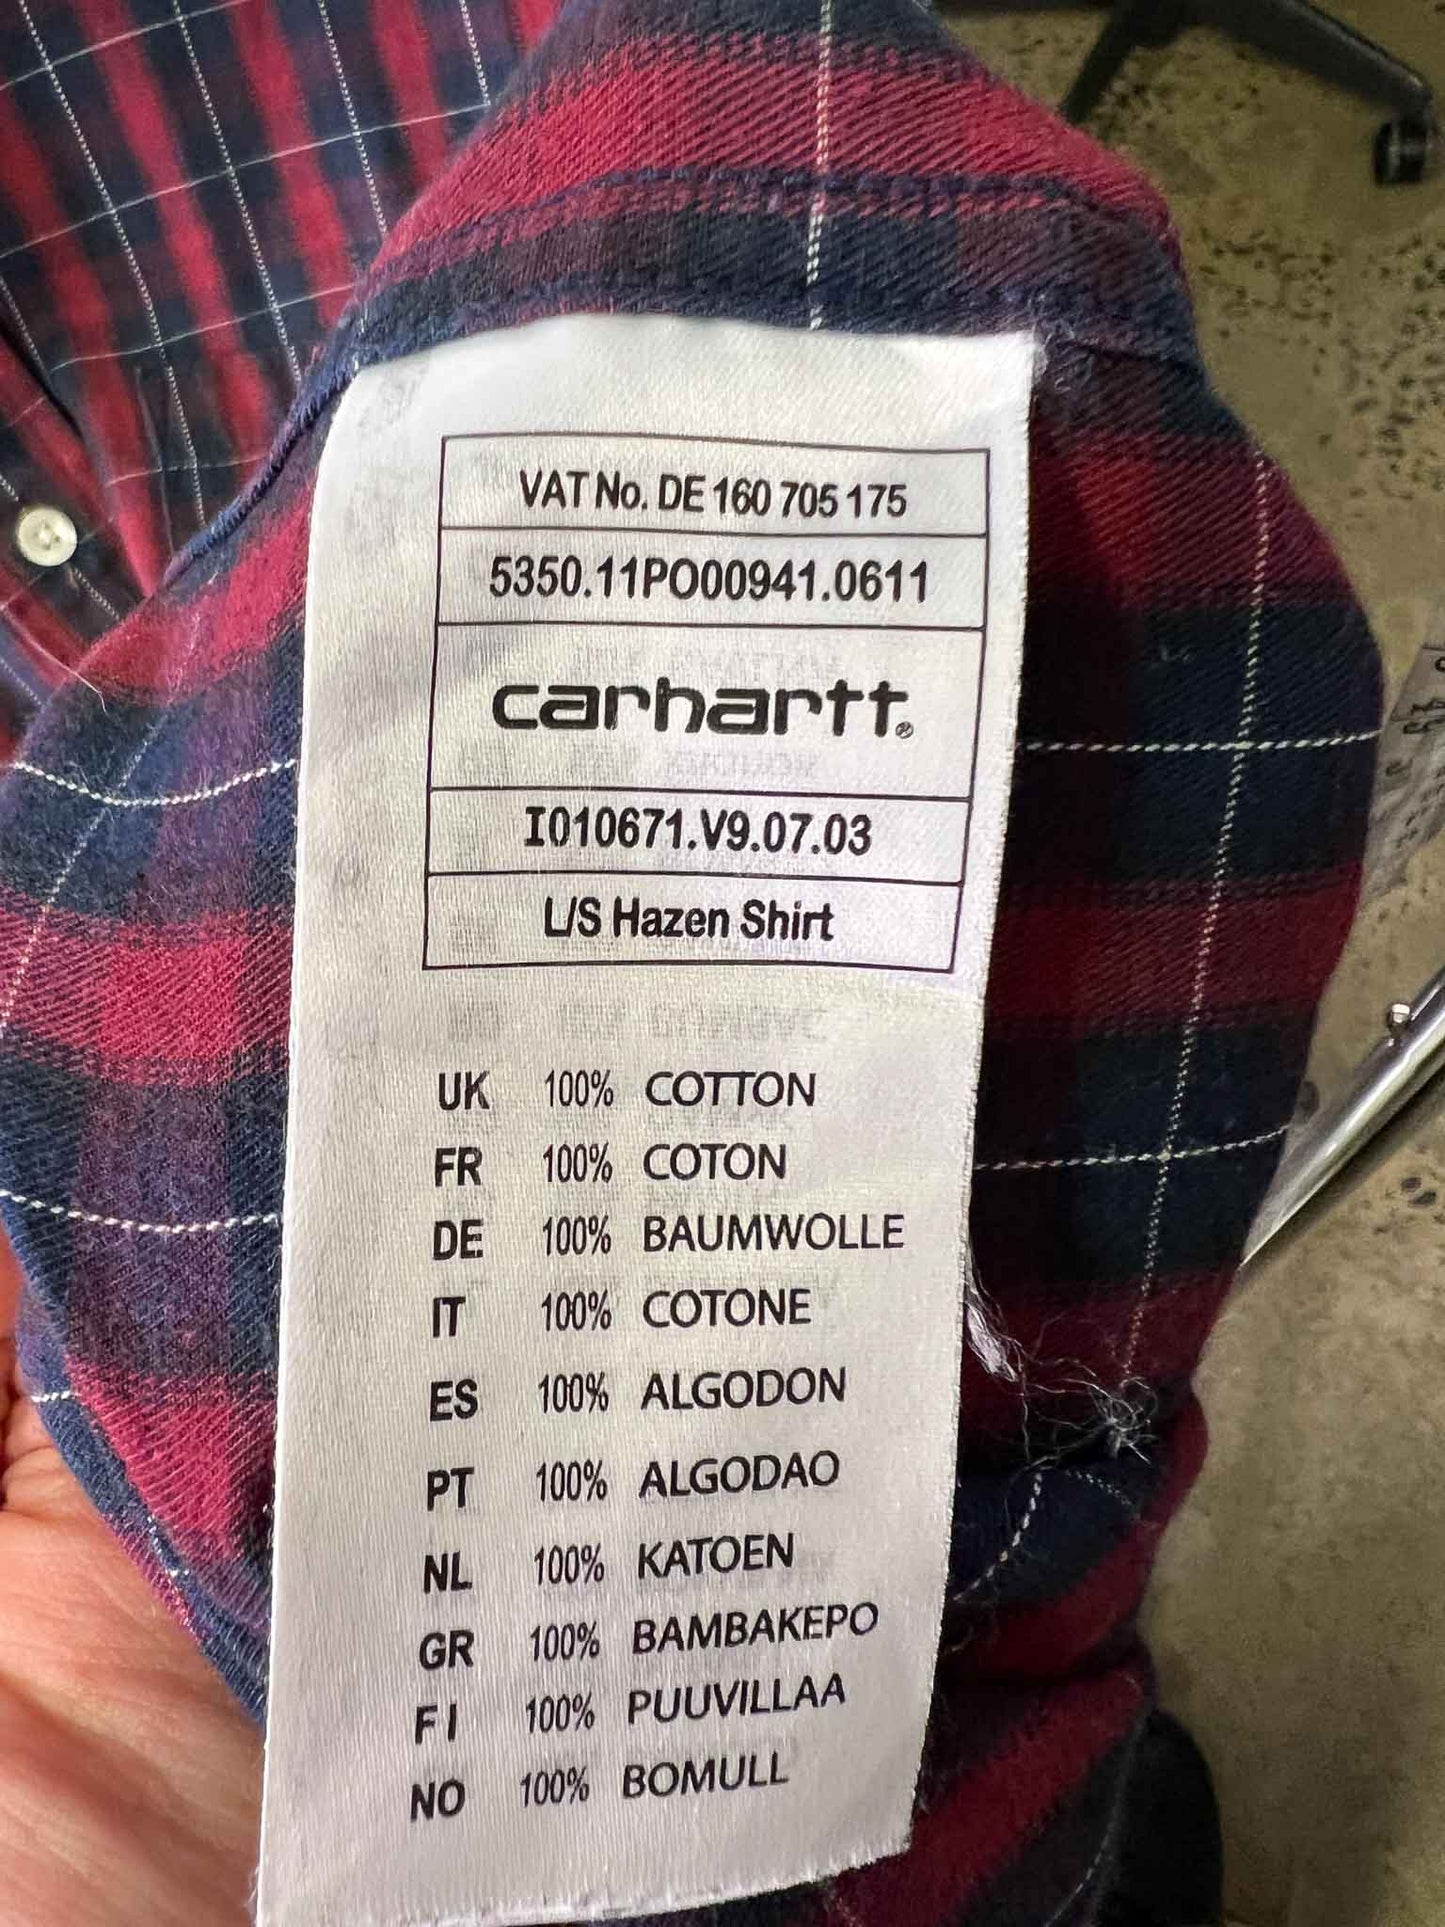 VAT No. DE 160 705 175
5350.11PO00941.0611
carhartt®
I010671.V9.07.03
L/S Hazen Shirt
UK 100% COTTON
FR 100% COTON
DE 100% BAUMWOLLE
IT 100% COTONE
ES 100% ALGODON
PT 100% ALGODAO
NL 100% KATOEN
GR 100% BAMBAKEPO
FI 100% PUUVILLAA
NO 100% BOMULL